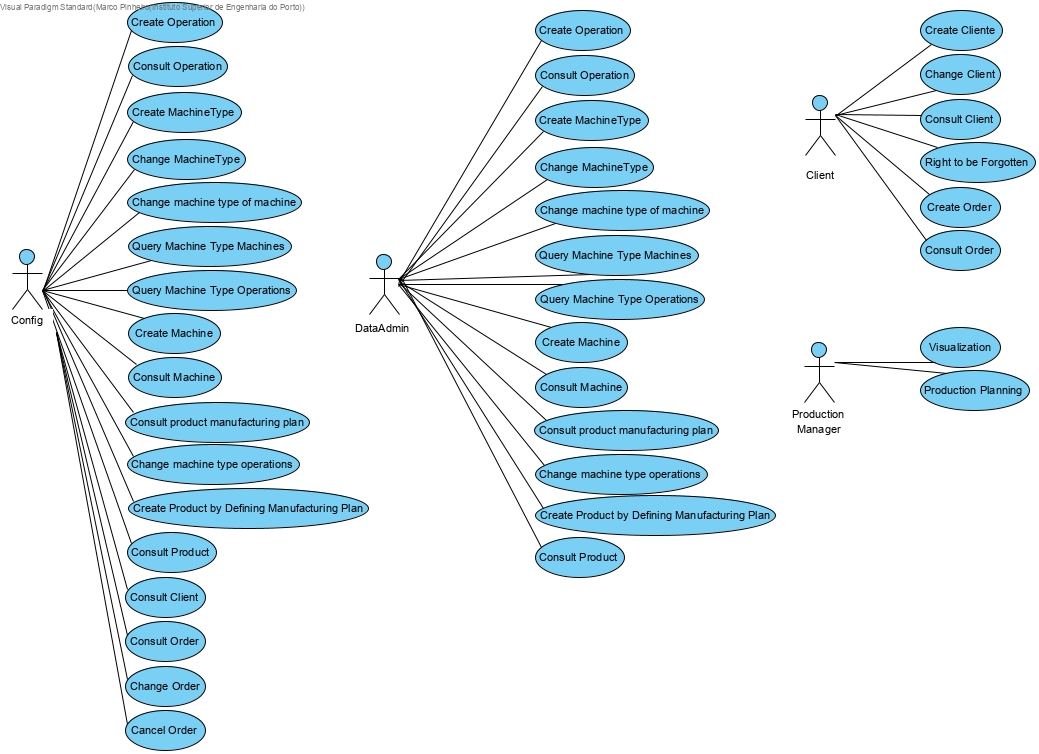 Visual Paradigm Standard(Marco Pinheiro(Instituto Superior de Engenharia do Porto))
Create Operation
Consult Operation
Create MachineType
Change MachineType
Change machine type of machine
Query Machine Type Machines
Query Machine Type Operations
Create Machine
Consult Machine
Consult product manufacturing plan
Change machine type operations
Create Product by Defining Manufacturing Plan
Consult Product
Consult Client
Consult Order
Change Order
Cancel Order
Config
Create Operation
Consult Operation
Create MachineType
Change MachineType
Change machine type of machine
Query Machine Type Machines
Query Machine Type Operations
Create Machine
Consult Machine
Consult product manufacturing plan
Change machine type operations
Create Product by Defining Manufacturing Plan
Consult Product
DataAdmin
Create Cliente
Change Client
Consult Client
Right to be Forgotten
Create Order
Consult Order
Client
Visualization
Production Planning
Production
Manager